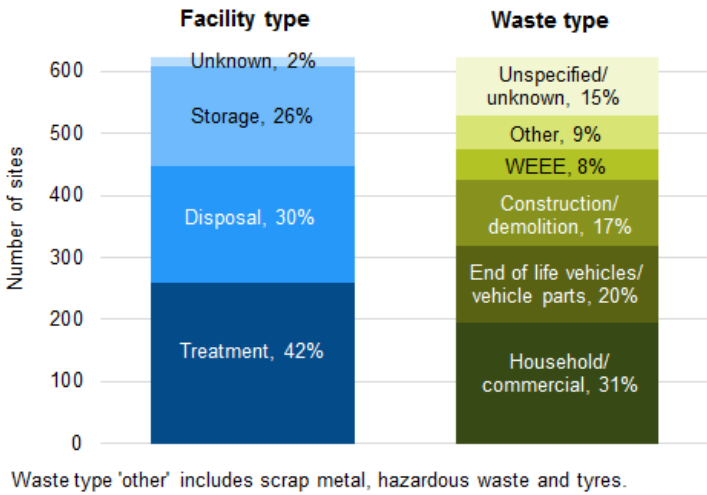 Facility type
Waste type
Number of sites
600
500
400
300
200
100
0
Unknown, 2%
Storage, 26%
Disposal, 30%
Treatment, 42%
Unspecified/
unknown, 15%
Other, 9%
WEEE, 8%
Construction/
demolition, 17%
End of life vehicles/
vehicle parts, 20%
Household/
commercial, 31%
Waste type 'other' includes scrap metal, hazardous waste and tyres.